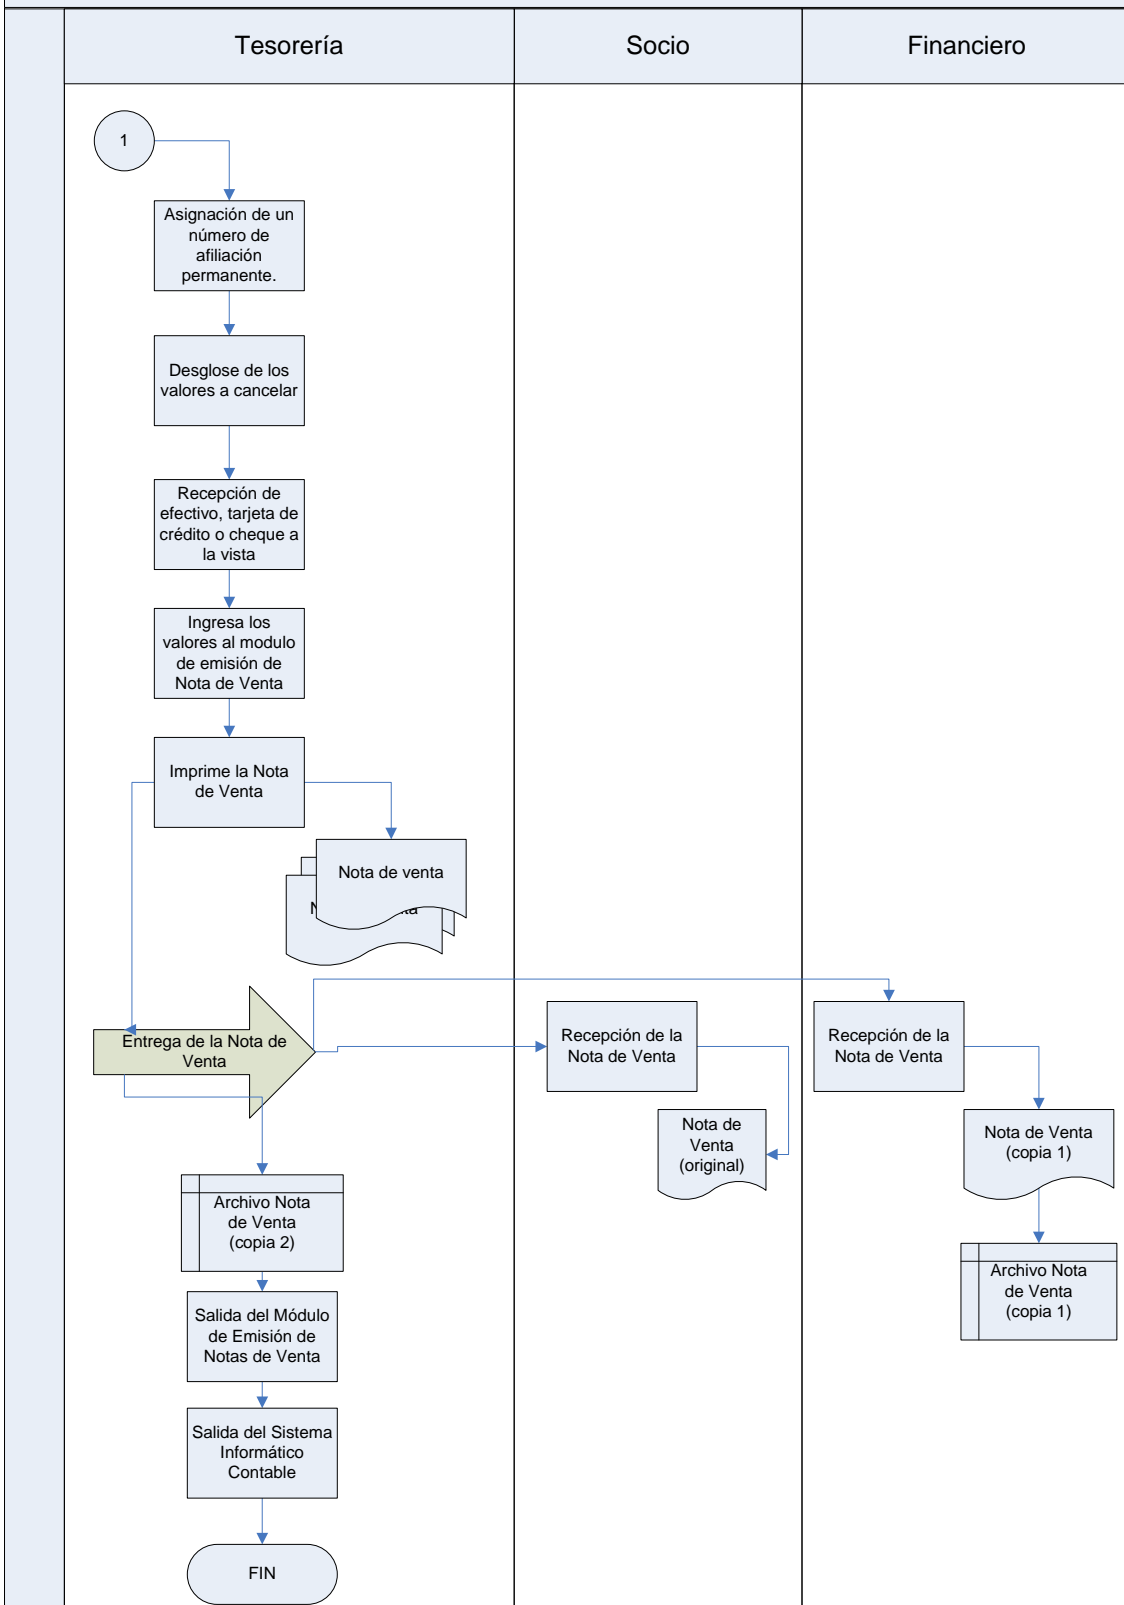 Tesorería
Socio
Financiero
1
Asignación de un
número de
afiliación
permanente.
Desglose de los
valores a cancelar
Recepción de
efectivo, tarjeta de
crédito o cheque a
la vista
Ingresa los
valores al modulo
de emisión de
Nota de Venta
Imprime la Nota
de Venta
Nota de venta
Entrega de la Nota de
Venta
Recepción de la
Nota de Venta
Recepción de la
Nota de Venta
Nota de
Venta
(original)
Nota de Venta
(copia 1)
Archivo Nota
de Venta
(copia 2)
Archivo Nota
de Venta
(copia 1)
Salida del Módulo
de Emisión de
Notas de Venta
Salida del Sistema
Informático
Contable
FIN